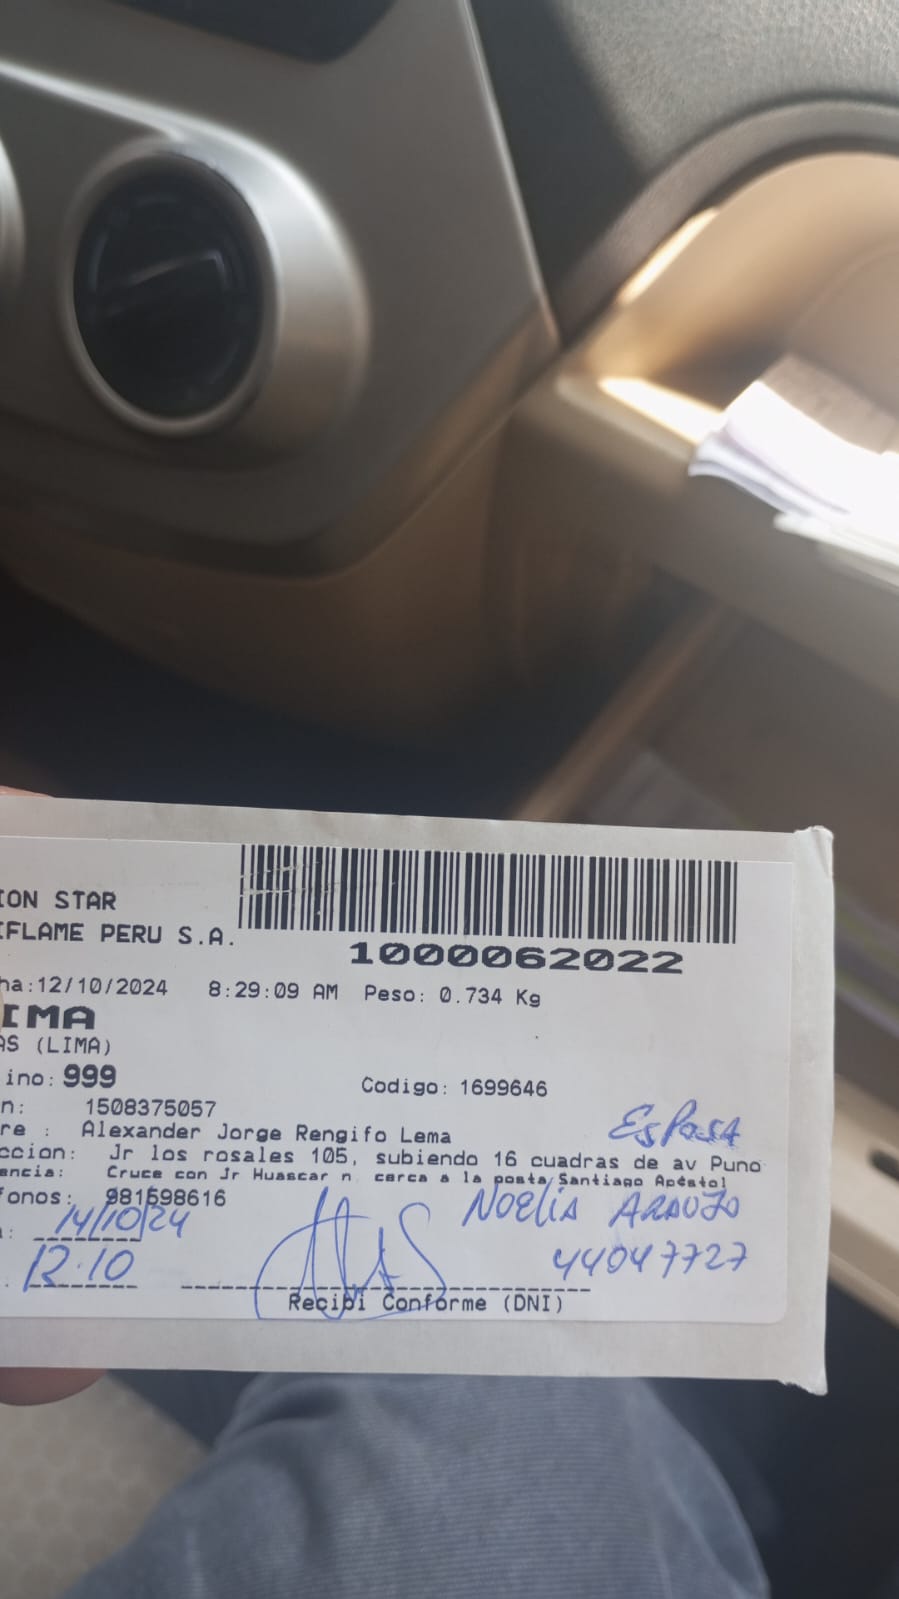 ION STAR
IFLAME PERU S.A.
1000062022
ha:12/10/2024 8:29:09 AM Peso: 0.734 Kg
IMA
AS (LIMA)
ino: 999 Codigo: 1699646
n: 1508375057
re : Alexander Jorge Rengifo Lema
Esposa
ccion: Jr los rosales 105, subiendo 16 cuadras de av Puno
encia: Cruce con Jr Huascar n cerca a la posta Santiago Apóstol
fonos: 981598616
Noelia Araujo
: 14/10/24
44047727
12.10
Recibi Conforme (DNI)